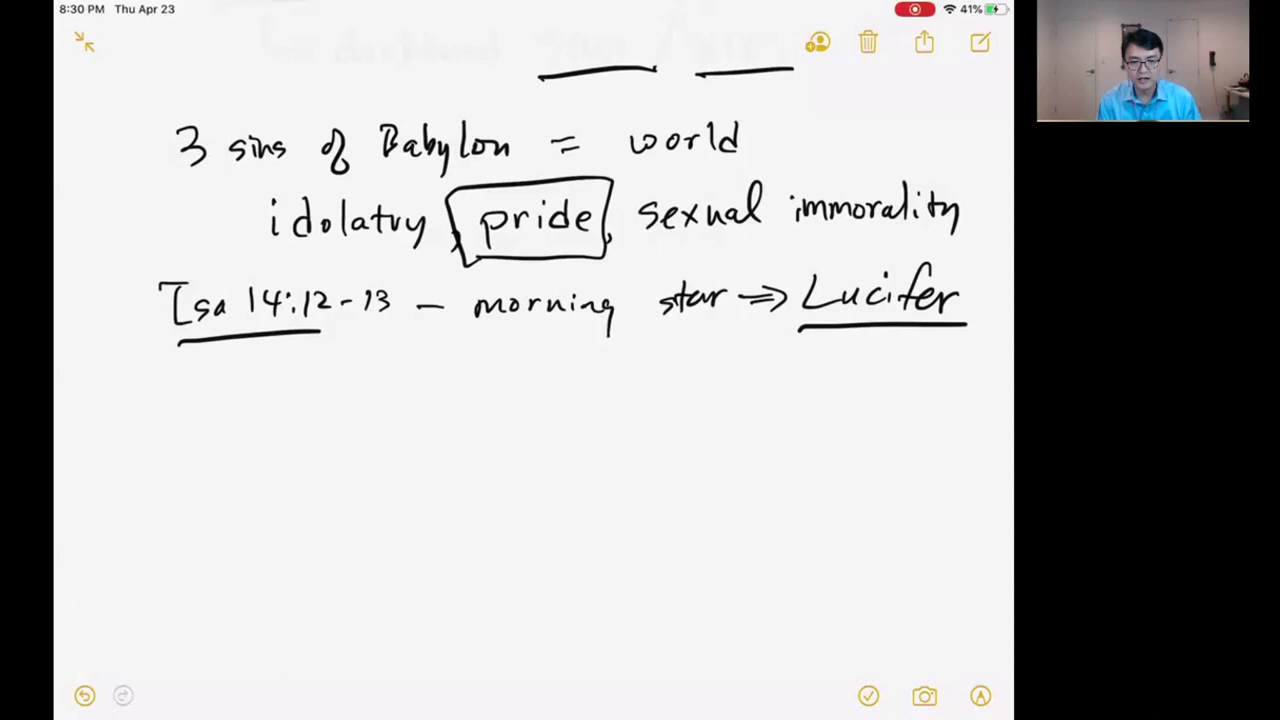 8:30 PM Thu Apr 23 41%
3 sins of Babylon = world
idolatry, pride, sexual immorality
Isa 14:12-13 — morning star ⇒ Lucifer